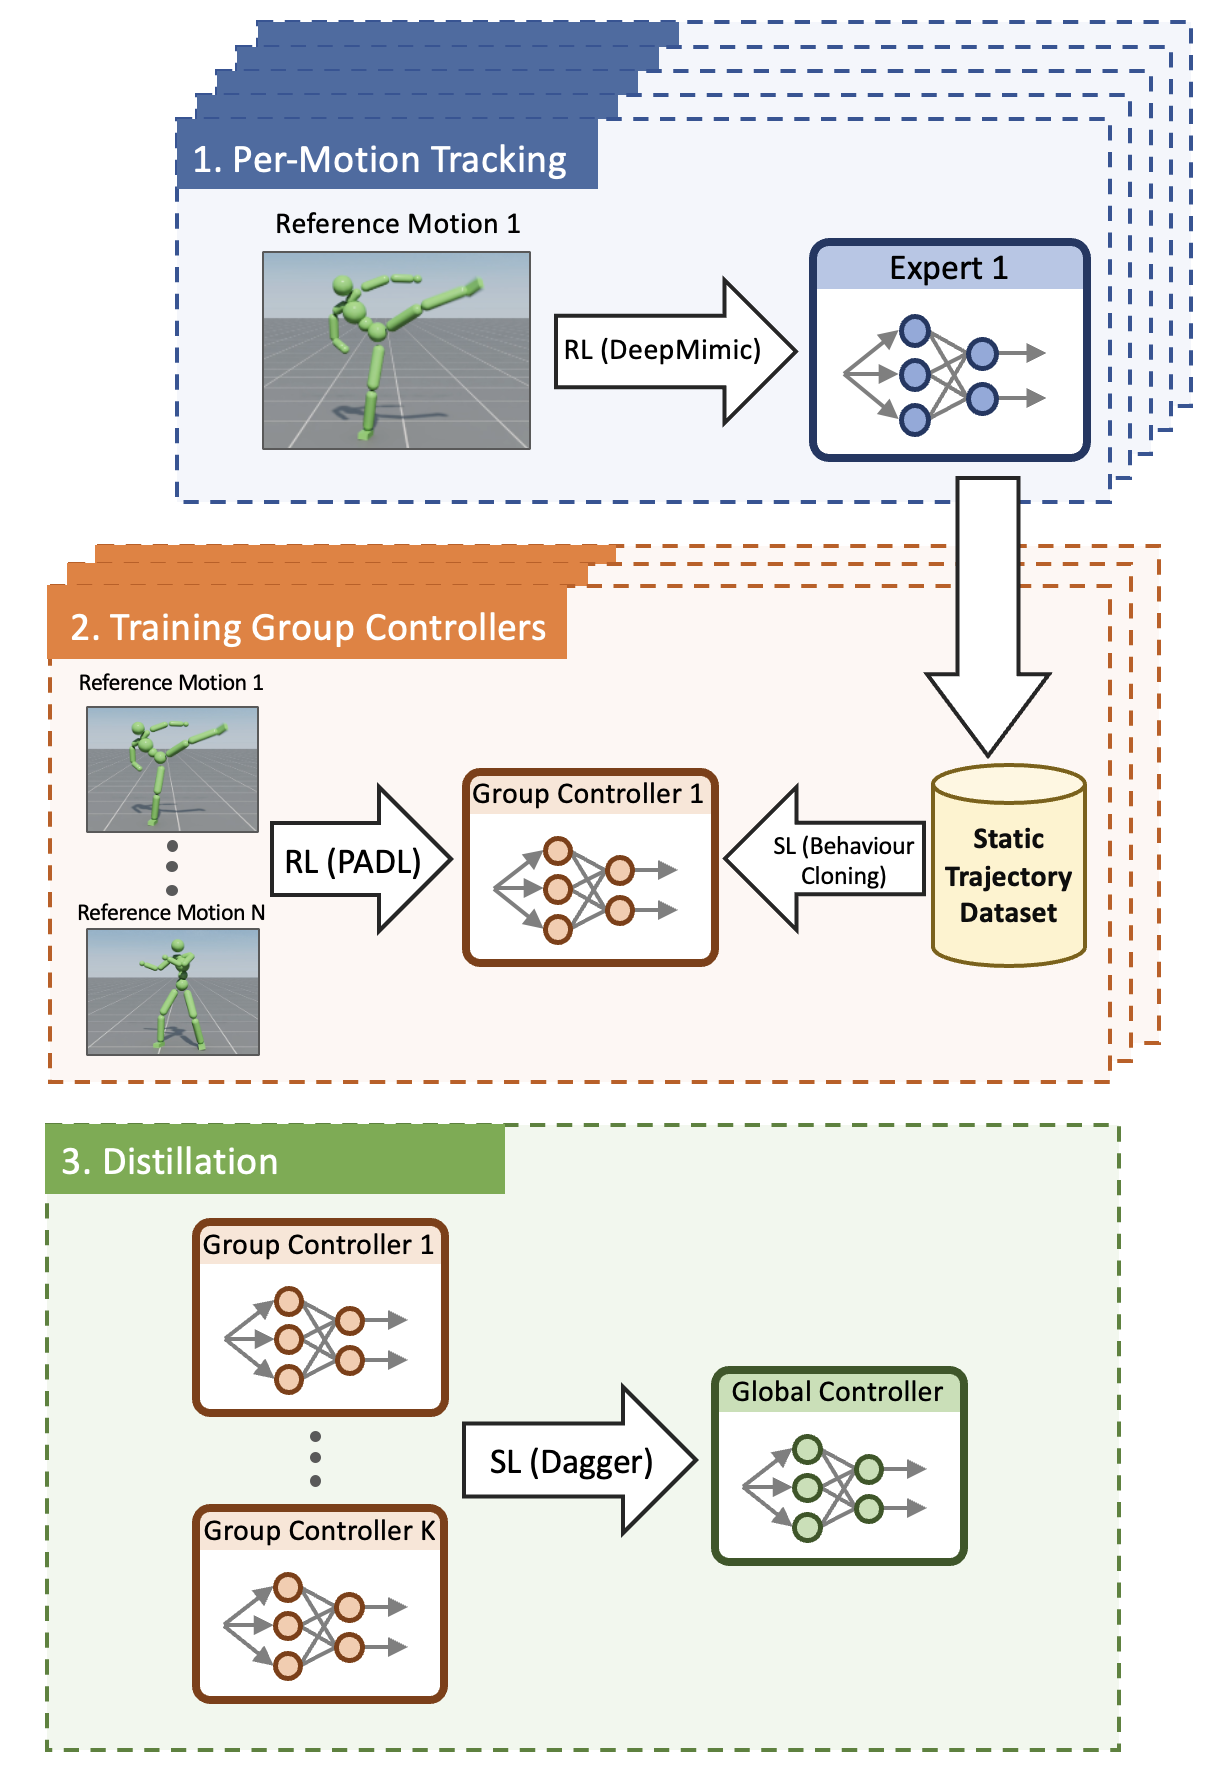 1. Per-Motion Tracking
Reference Motion 1
Expert 1
RL (DeepMimic)
2. Training Group Controllers
Reference Motion 1
Group Controller 1
RL (PADL)
SL (Behaviour
Cloning)
Static
Trajectory
Dataset
Reference Motion N
3. Distillation
Group Controller 1
Global Controller
SL (Dagger)
Group Controller K